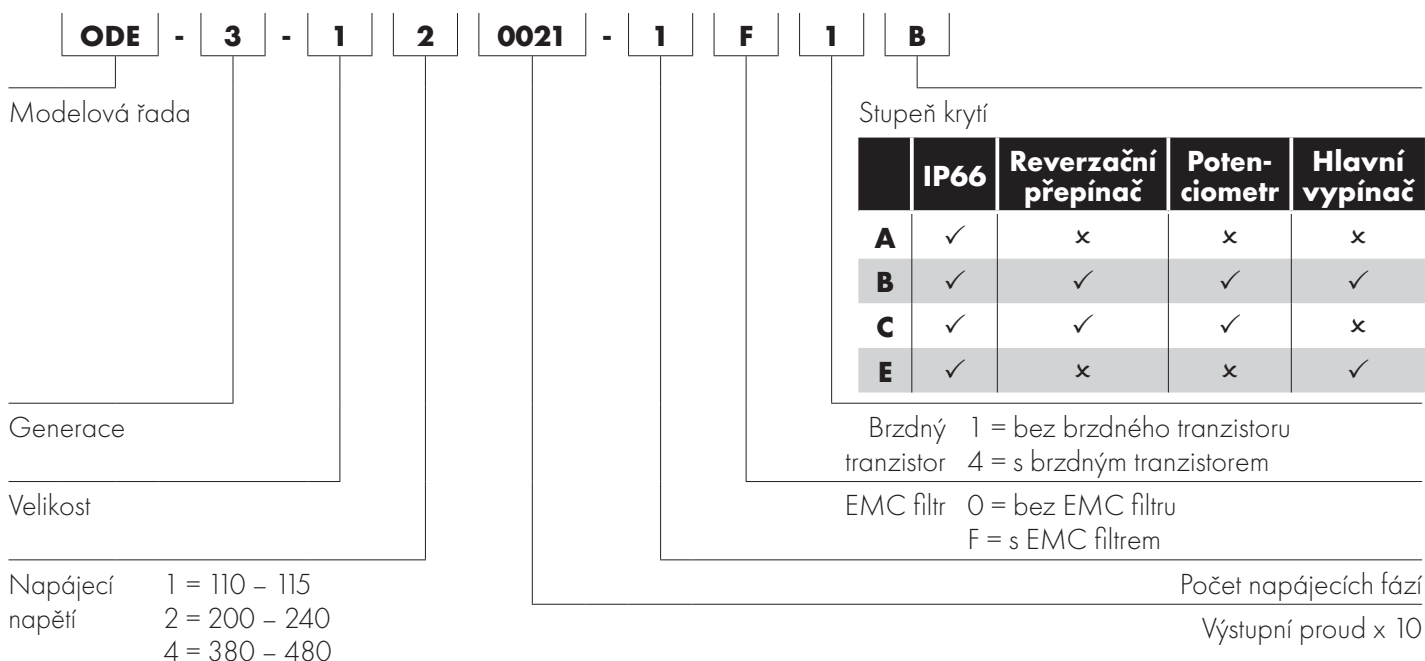 ODE - 3 - 1 2 0021 - 1 F 1 B
Modelová řada
Stupeň krytí
IP66 Reverzační přepínač Poten-ciometr Hlavní vypínač
A ✓ × × ×
B ✓ ✓ ✓ ✓
C ✓ ✓ ✓ ×
E ✓ × × ✓
Generace
Brzdný 1 = bez brzdného tranzistoru
tranzistor 4 = s brzdným tranzistorem
Velikost
EMC filtr 0 = bez EMC filtru
F = s EMC filtrem
Napájecí 1 = 110 – 115
napětí 2 = 200 – 240
4 = 380 – 480
Počet napájecích fází
Výstupní proud x 10